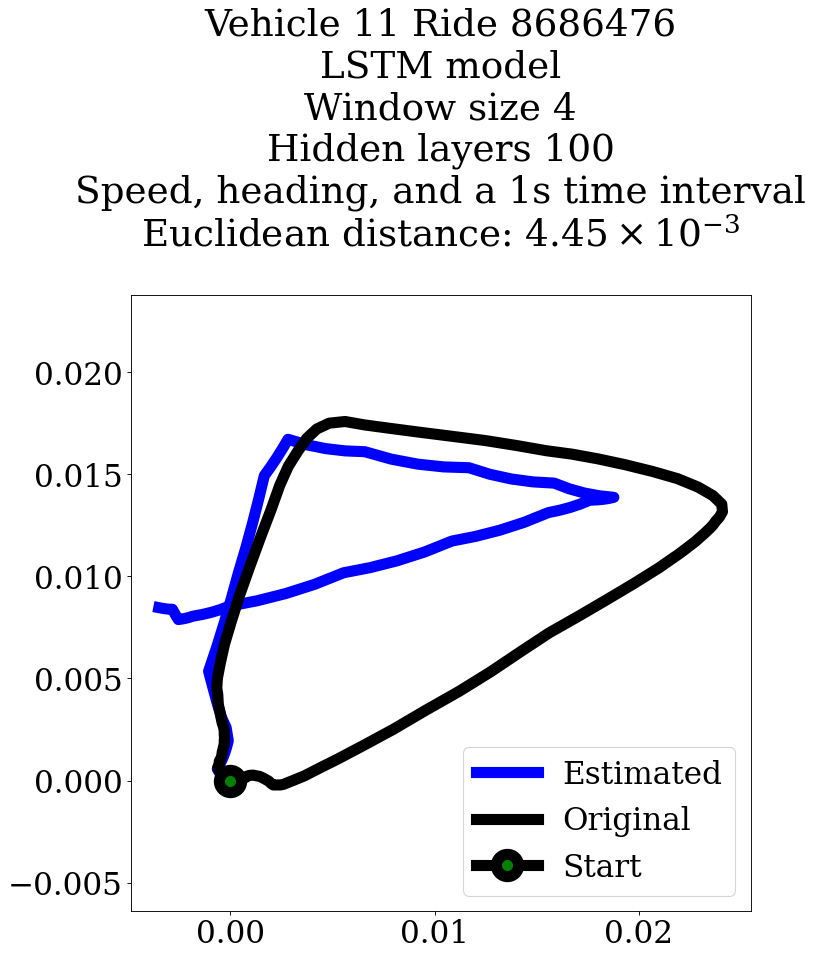 Vehicle 11 Ride 8686476
LSTM model
Window size 4
Hidden layers 100
Speed, heading, and a 1s time interval
Euclidean distance: 4.45 × 10⁻³
0.020
0.015
0.010
0.005
0.000
−0.005
0.00 0.01 0.02
Estimated
Original
Start